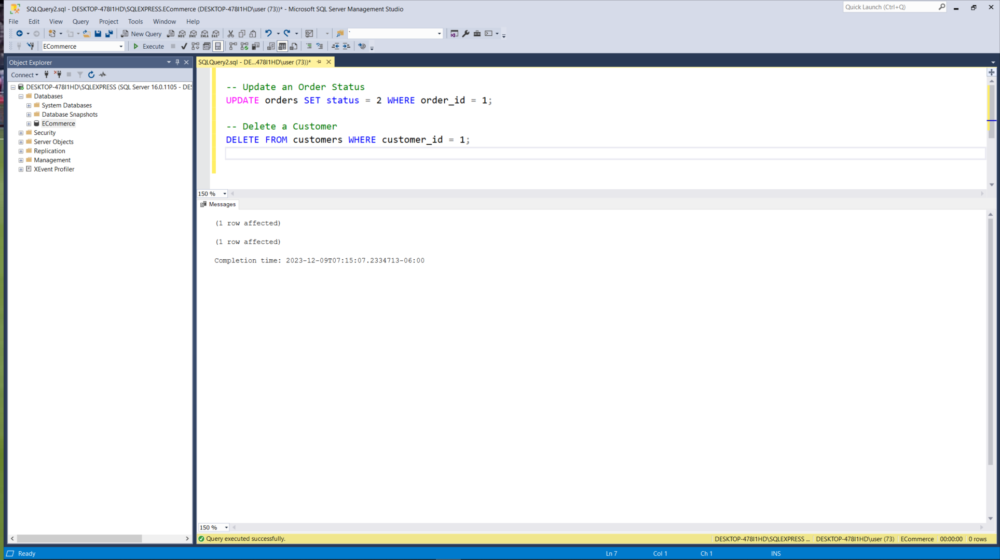 SQLQuery2.sql - DESKTOP-478I1HD\SQLEXPRESS.ECommerce (DESKTOP-478I1HD\user (73))* - Microsoft SQL Server Management Studio
Quick Launch (Ctrl+Q)
File Edit View Query Project Tools Window Help
New Query
ECommerce
Execute
Object Explorer
Connect
DESKTOP-478I1HD\SQLEXPRESS (SQL Server 16.0.1105 - DES
Databases
System Databases
Database Snapshots
ECommerce
Security
Server Objects
Replication
Management
XEvent Profiler
SQLQuery2.sql - DE...478I1HD\user (73))*
-- Update an Order Status
UPDATE orders SET status = 2 WHERE order_id = 1;
-- Delete a Customer
DELETE FROM customers WHERE customer_id = 1;
150 %
Messages
(1 row affected)
(1 row affected)
Completion time: 2023-12-09T07:15:07.2334713-06:00
150 %
Query executed successfully.
DESKTOP-478I1HD\SQLEXPRESS ... DESKTOP-478I1HD\user (73) ECommerce 00:00:00 0 rows
Ready
Ln 7 Col 1 Ch 1 INS